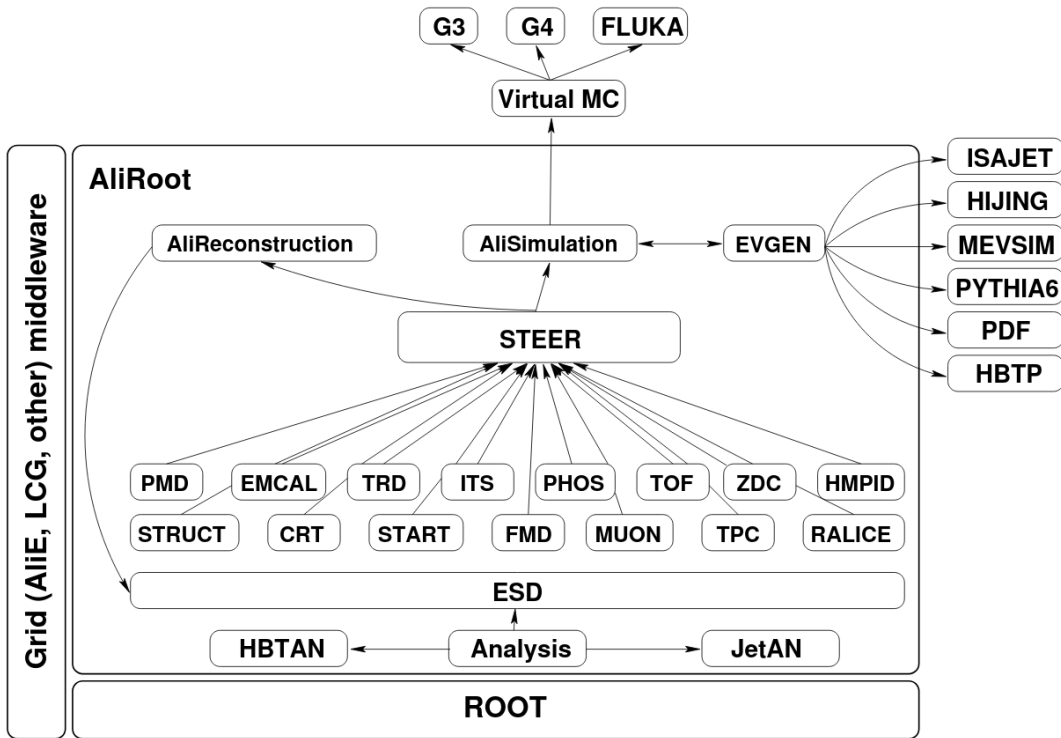 G3
G4
FLUKA
Virtual MC
Grid (AliE, LCG, other) middleware
AliRoot
ISAJET
HIJING
MEVSIM
PYTHIA6
PDF
HBTP
AliReconstruction
AliSimulation
EVGEN
STEER
PMD
EMCAL
TRD
ITS
PHOS
TOF
ZDC
HMPID
STRUCT
CRT
START
FMD
MUON
TPC
RALICE
ESD
HBTAN
Analysis
JetAN
ROOT